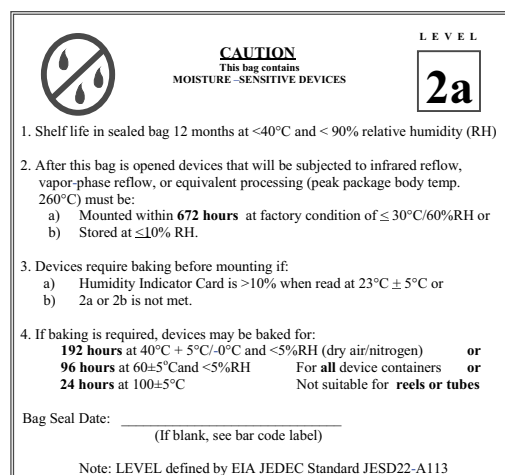 LEVEL
CAUTION
This bag contains
MOISTURE –SENSITIVE DEVICES
2a
1. Shelf life in sealed bag 12 months at <40°C and < 90% relative humidity (RH)
2. After this bag is opened devices that will be subjected to infrared reflow,
vapor-phase reflow, or equivalent processing (peak package body temp.
260°C) must be:
a) Mounted within 672 hours at factory condition of ≤ 30°C/60%RH or
b) Stored at ≤10% RH.
3. Devices require baking before mounting if:
a) Humidity Indicator Card is >10% when read at 23°C ± 5°C or
b) 2a or 2b is not met.
4. If baking is required, devices may be baked for:
192 hours at 40°C + 5°C/-0°C and <5%RH (dry air/nitrogen) or
96 hours at 60±5°Cand <5%RH For all device containers or
24 hours at 100±5°C Not suitable for reels or tubes
Bag Seal Date: ______________________________
(If blank, see bar code label)
Note: LEVEL defined by EIA JEDEC Standard JESD22-A113